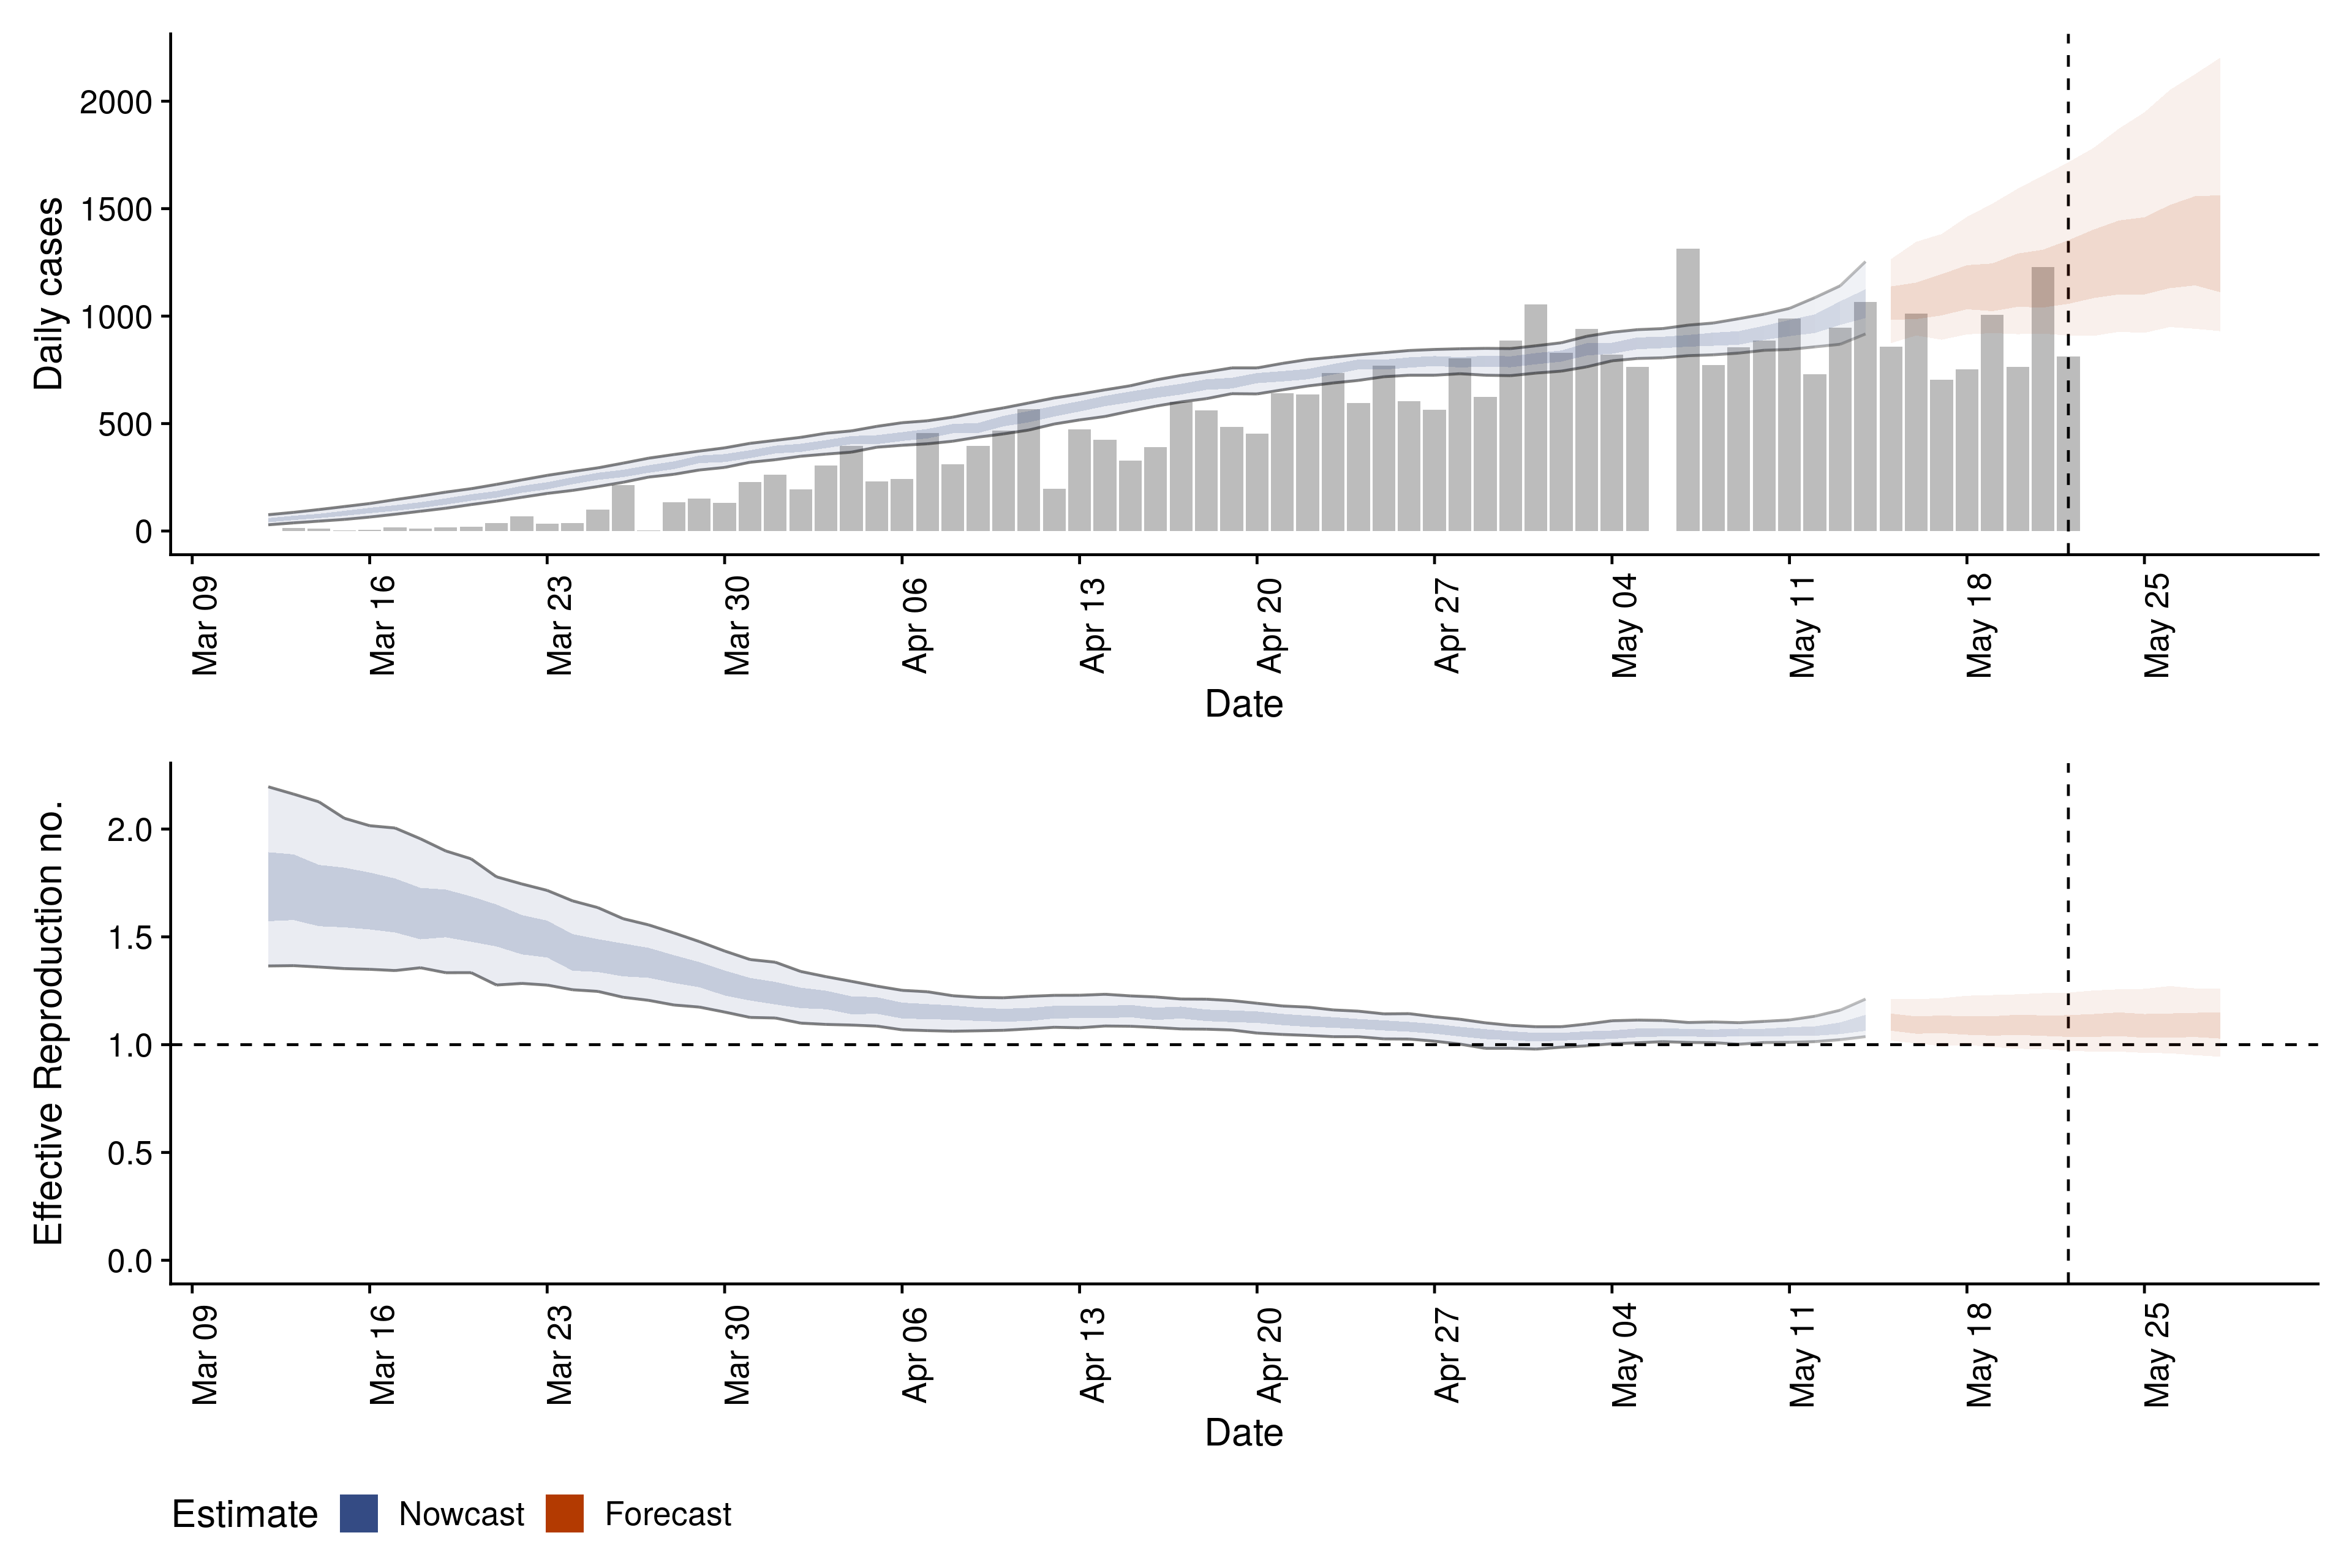 Daily cases
2000
1500
1000
500
0
Mar 09
Mar 16
Mar 23
Mar 30
Apr 06
Apr 13
Apr 20
Apr 27
May 04
May 11
May 18
May 25
Date
Effective Reproduction no.
2.0
1.5
1.0
0.5
0.0
Mar 09
Mar 16
Mar 23
Mar 30
Apr 06
Apr 13
Apr 20
Apr 27
May 04
May 11
May 18
May 25
Date
Estimate Nowcast Forecast